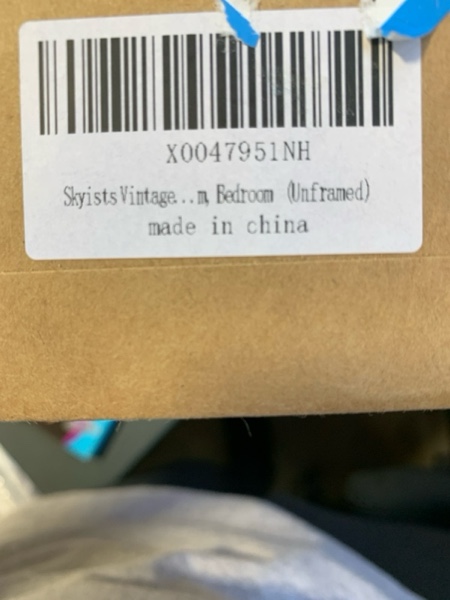 X0047951NH
Skyists Vintage...m, Bedroom (Unframed)
made in china